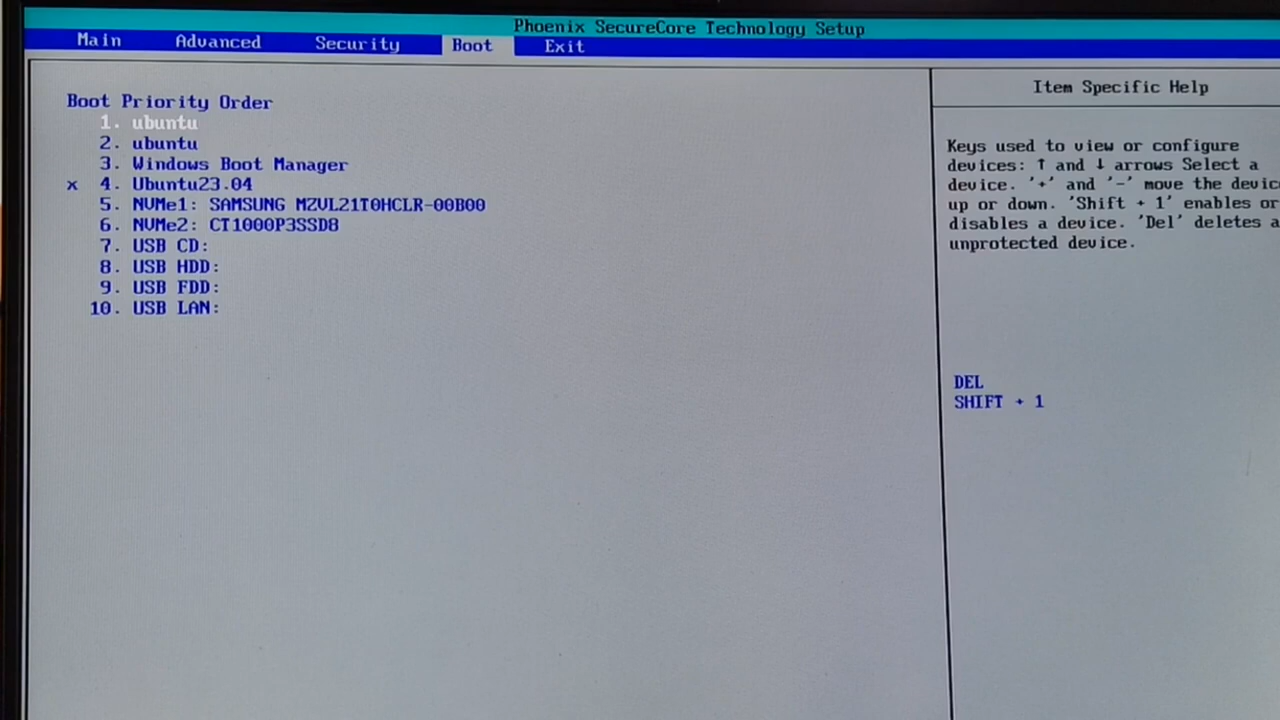 Phoenix SecureCore Technology Setup
Main Advanced Security Boot Exit
Boot Priority Order
1. ubuntu
2. ubuntu
3. Windows Boot Manager
x 4. Ubuntu23.04
5. NVMe1: SAMSUNG MZVL21T0HCLR-00B00
6. NVMe2: CT1000P3SSD8
7. USB CD:
8. USB HDD:
9. USB FDD:
10. USB LAN:
Item Specific Help
Keys used to view or configure
devices: ↑ and ↓ arrows Select a
device. '+' and '-' move the devic
up or down. 'Shift + 1' enables or
disables a device. 'Del' deletes a
unprotected device.
DEL
SHIFT + 1